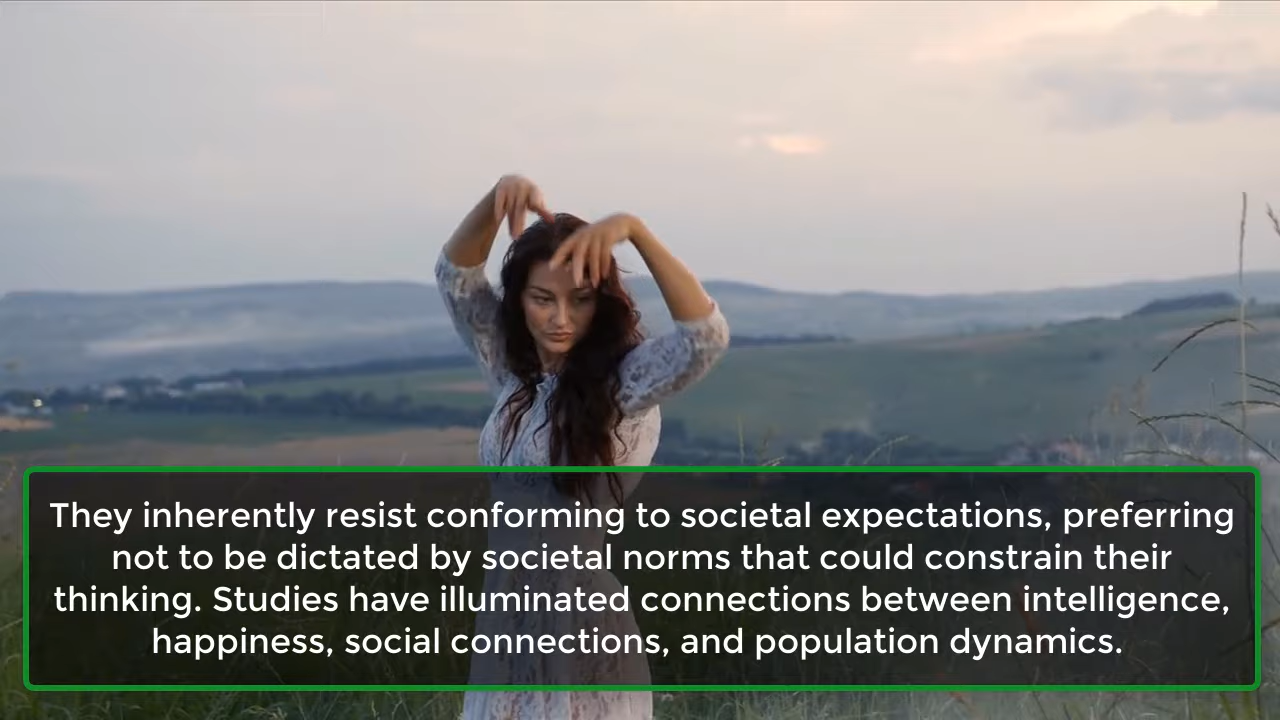 They inherently resist conforming to societal expectations, preferring
not to be dictated by societal norms that could constrain their
thinking. Studies have illuminated connections between intelligence,
happiness, social connections, and population dynamics.